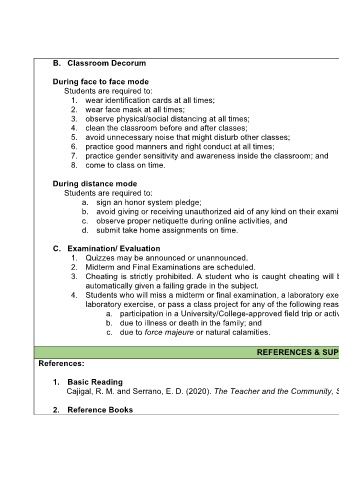 B. Classroom Decorum
During face to face mode
Students are required to:
1. wear identification cards at all times;
2. wear face mask at all times;
3. observe physical/social distancing at all times;
4. clean the classroom before and after classes;
5. avoid unnecessary noise that might disturb other classes;
6. practice good manners and right conduct at all times;
7. practice gender sensitivity and awareness inside the classroom; and
8. come to class on time.
During distance mode
Students are required to:
a. sign an honor system pledge;
b. avoid giving or receiving unauthorized aid of any kind on their exami
c. observe proper netiquette during online activities, and
d. submit take home assignments on time.
C. Examination/ Evaluation
1. Quizzes may be announced or unannounced.
2. Midterm and Final Examinations are scheduled.
3. Cheating is strictly prohibited. A student who is caught cheating will b
automatically given a failing grade in the subject.
4. Students who will miss a midterm or final examination, a laboratory exe
laboratory exercise, or pass a class project for any of the following reas
a. participation in a University/College-approved field trip or activ
b. due to illness or death in the family; and
c. due to force majeure or natural calamities.
REFERENCES & SUP
References:
1. Basic Reading
Cajigal, R. M. and Serrano, E. D. (2020). The Teacher and the Community, S
2. Reference Books